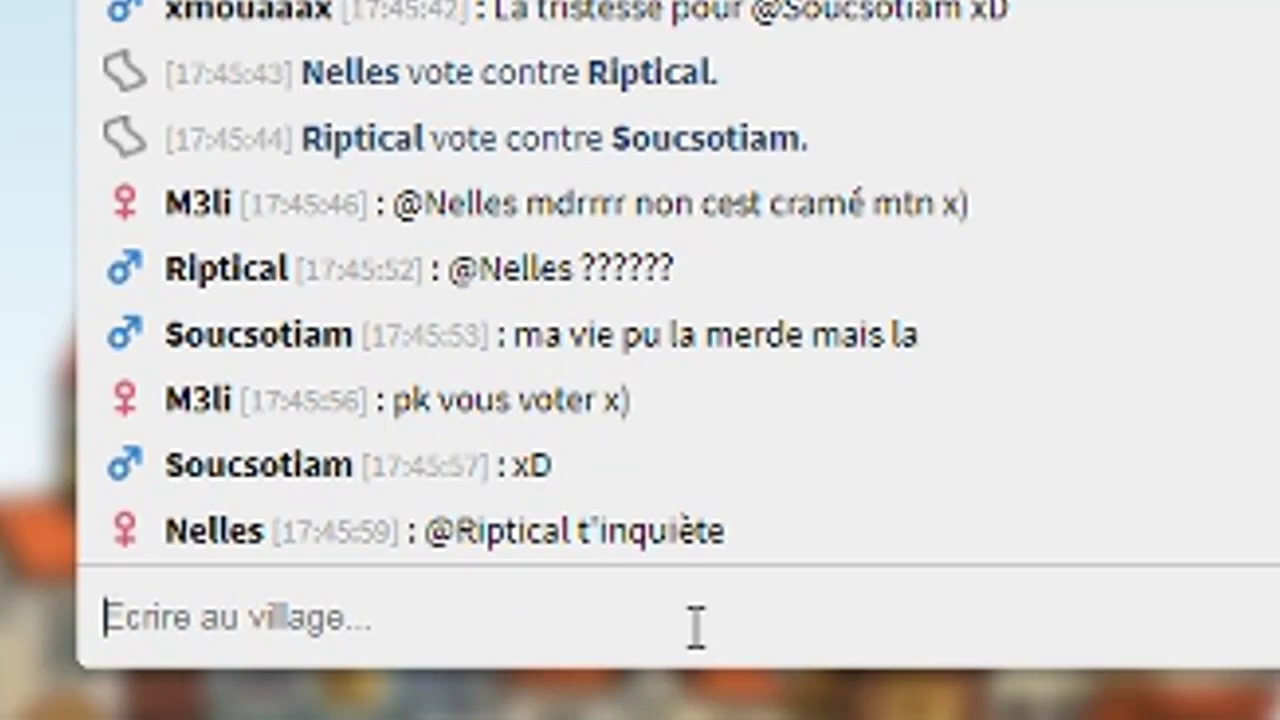 xmouaaax [17:45:42] : La tristesse pour @Soucsotiam xD
[17:45:43] Nelles vote contre Riptical.
[17:45:44] Riptical vote contre Soucsotiam.
M3li [17:45:46] : @Nelles mdrrrr non cest cramé mtn x)
Riptical [17:45:52] : @Nelles ??????
Soucsotiam [17:45:53] : ma vie pu la merde mais la
M3li [17:45:56] : pk vous voter x)
Soucsotiam [17:45:57] : xD
Nelles [17:45:59] : @Riptical t'inquiète
Ecrire au village...